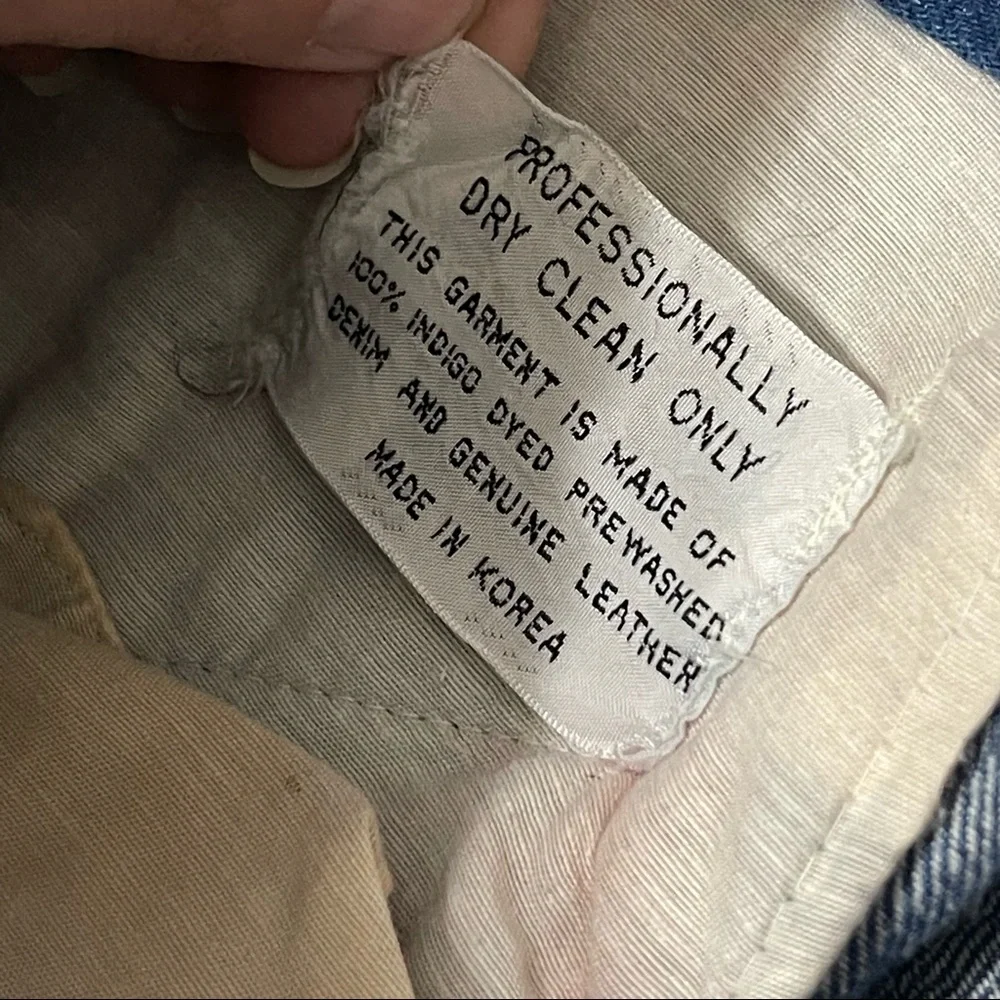 PROFESSIONALLY
DRY CLEAN ONLY
THIS GARMENT IS MADE OF
100% INDIGO DYED PREWASHED
DENIM AND GENUINE LEATHER
MADE IN KOREA